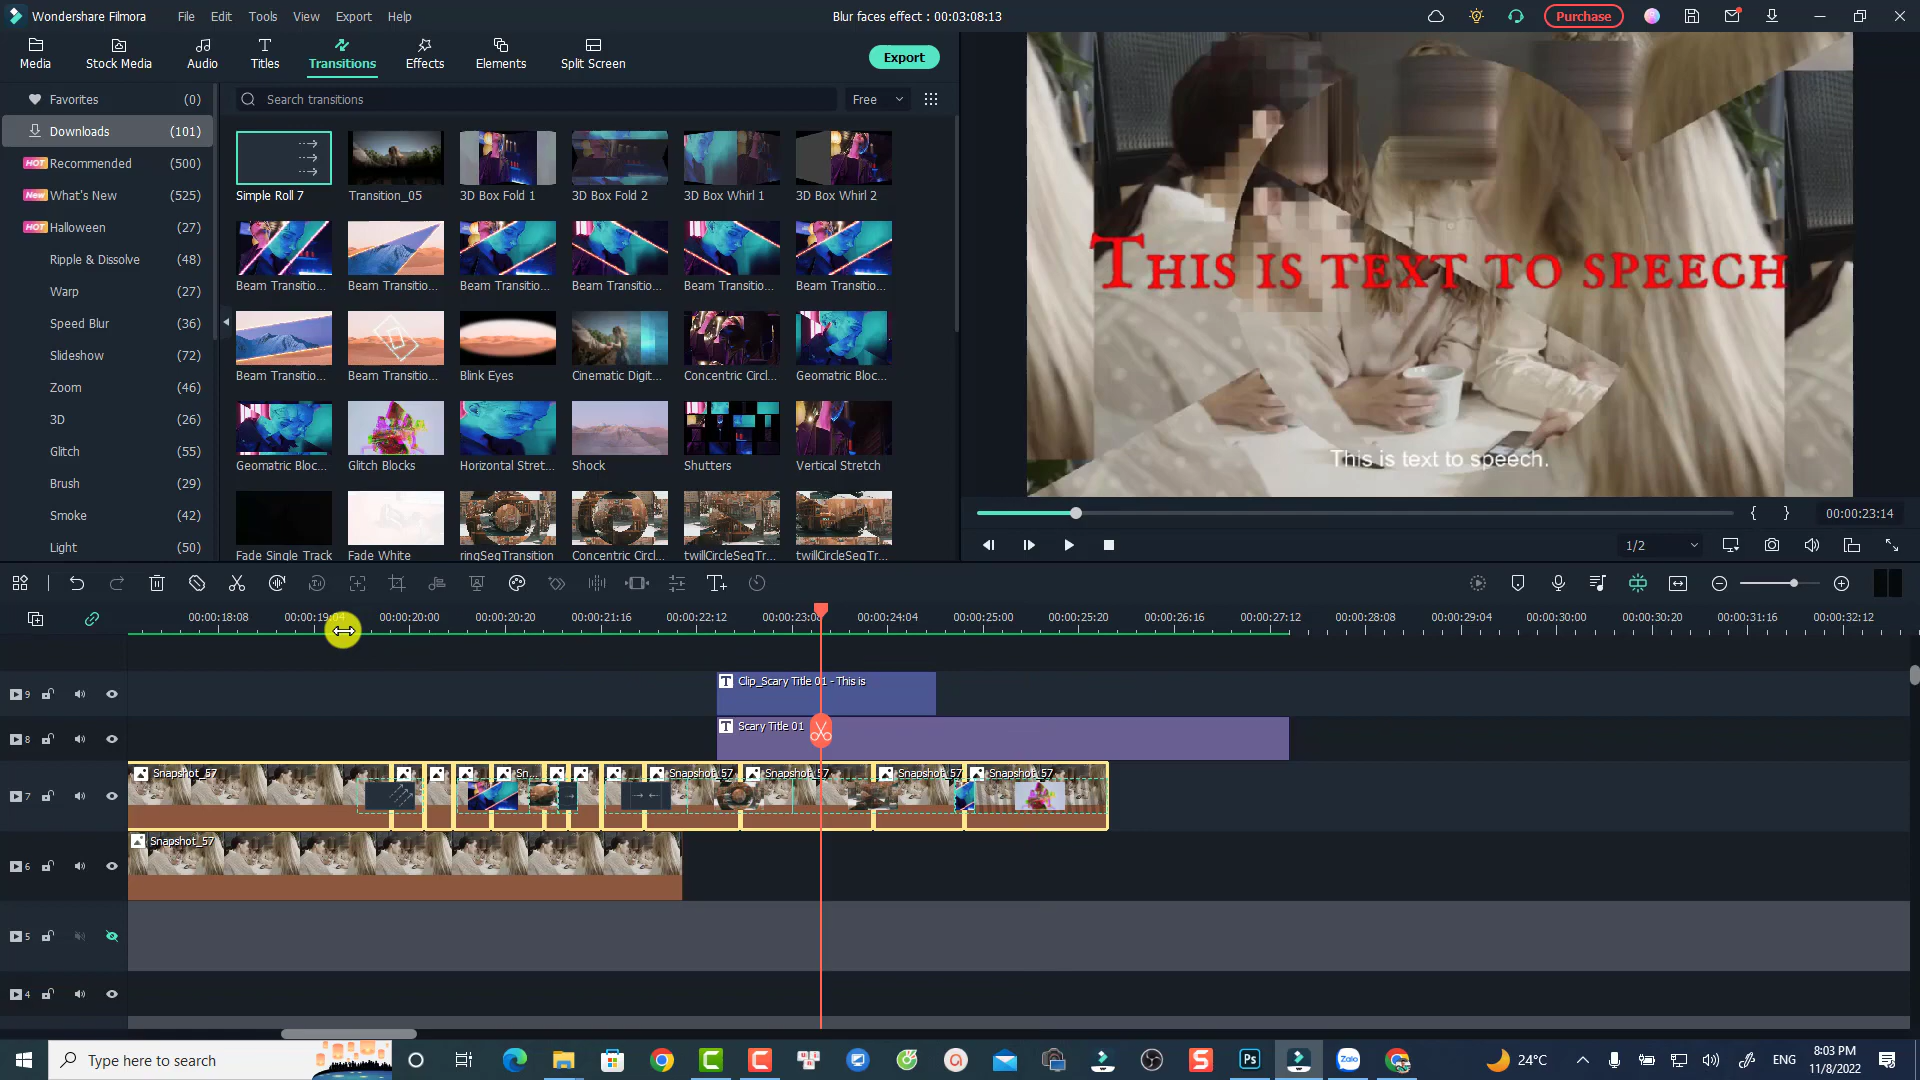 Wondershare Filmora
File
Edit
Tools
View
Export
Help
Blur faces effect : 00:03:08:13
Purchase
Media
Stock Media
Audio
Titles
Transitions
Effects
Elements
Split Screen
Export
Favorites (0)
Downloads (101)
HOT Recommended (500)
New What's New (525)
HOT Halloween (27)
Ripple & Dissolve (48)
Warp (27)
Speed Blur (36)
Slideshow (72)
Zoom (46)
3D (26)
Glitch (55)
Brush (29)
Smoke (42)
Light (50)
Search transitions
Free
Simple Roll 7
Transition_05
3D Box Fold 1
3D Box Fold 2
3D Box Whirl 1
3D Box Whirl 2
Beam Transitio...
Beam Transitio...
Beam Transitio...
Beam Transitio...
Beam Transitio...
Beam Transitio...
Beam Transitio...
Beam Transitio...
Blink Eyes
Cinematic Digit...
Concentric Circl...
Geomatric Bloc...
Geomatric Bloc...
Glitch Blocks
Horizontal Stret...
Shock
Shutters
Vertical Stretch
Fade Single Track
Fade White
ringSegTransition
Concentric Circl...
twillCircleSegTr...
twillCircleSegTr...
This is text to speech
This is text to speech.
00:00:23:14
1/2
00:00:18:08
00:00:19:04
00:00:20:00
00:00:20:20
00:00:21:16
00:00:22:12
00:00:23:08
00:00:24:04
00:00:25:00
00:00:25:20
00:00:26:16
00:00:27:12
00:00:28:08
00:00:29:04
00:00:30:00
00:00:30:20
00:00:31:16
00:00:32:12
9
T Clip_Scary Title 01 - This is
8
T Scary Title 01
7
Snapshot_57
Sn...
Snapshot_57
Snapshot_57
Snapshot_57
Snapshot_57
6
Snapshot_57
5
4
Type here to search
Ps
Zalo
24°C
ENG
8:03 PM
11/8/2022